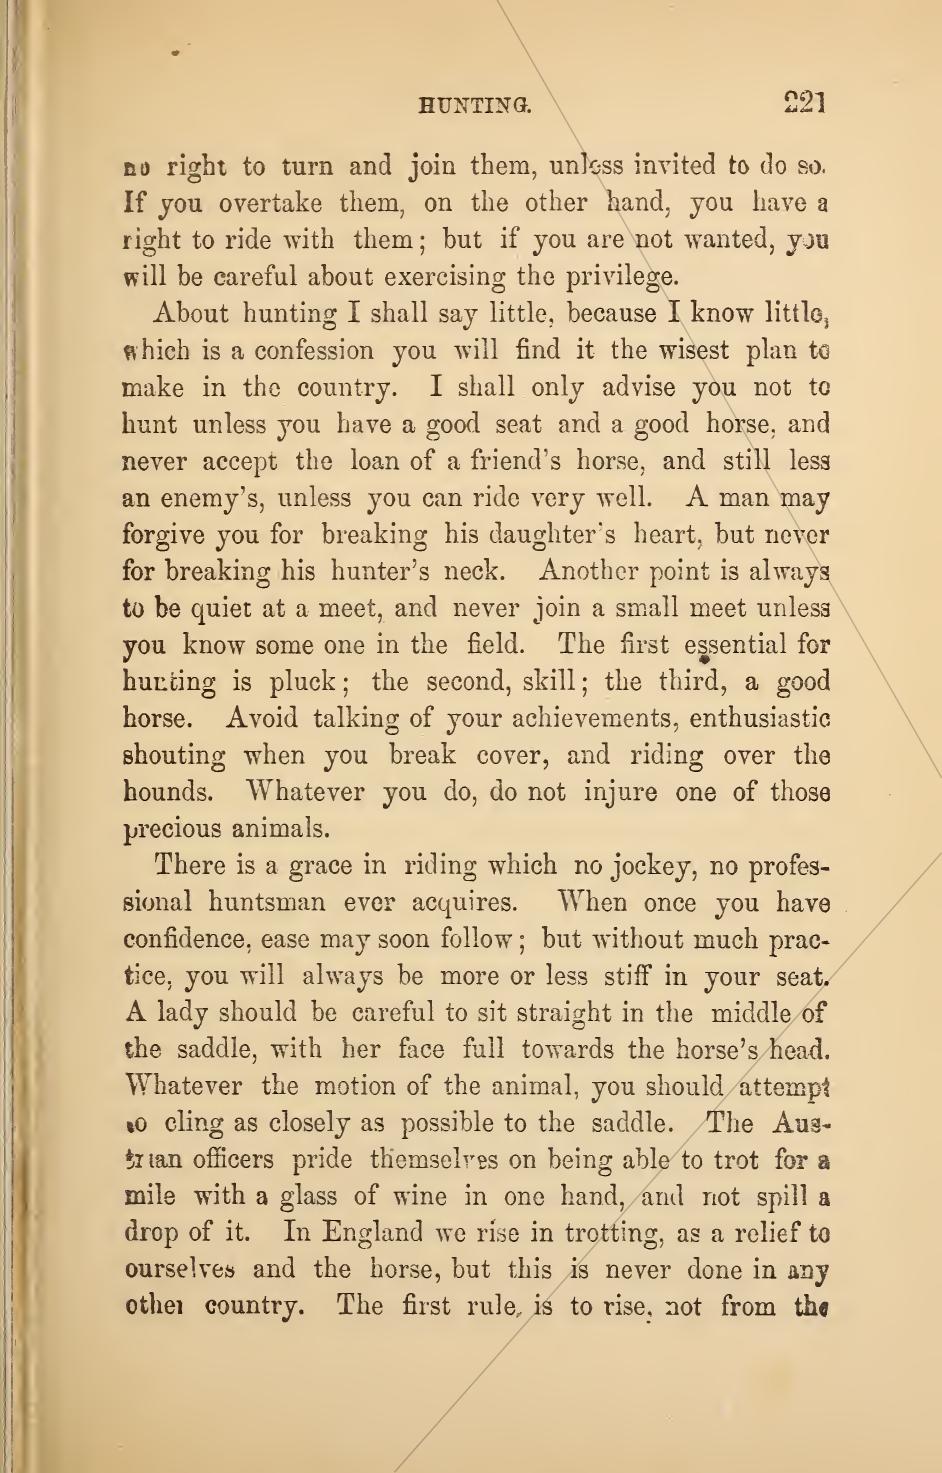 HUNTING. 221
no right to turn and join them, unless invited to do so.
If you overtake them, on the other hand, you have a
right to ride with them; but if you are not wanted, you
will be careful about exercising the privilege.
About hunting I shall say little, because I know little,
which is a confession you will find it the wisest plan to
make in the country. I shall only advise you not to
hunt unless you have a good seat and a good horse, and
never accept the loan of a friend's horse, and still less
an enemy's, unless you can ride very well. A man may
forgive you for breaking his daughter's heart, but never
for breaking his hunter's neck. Another point is always
to be quiet at a meet, and never join a small meet unless
you know some one in the field. The first essential for
hunting is pluck; the second, skill; the third, a good
horse. Avoid talking of your achievements, enthusiastic
shouting when you break cover, and riding over the
hounds. Whatever you do, do not injure one of those
precious animals.
There is a grace in riding which no jockey, no profes-
sional huntsman ever acquires. When once you have
confidence, ease may soon follow; but without much prac-
tice, you will always be more or less stiff in your seat.
A lady should be careful to sit straight in the middle of
the saddle, with her face full towards the horse's head.
Whatever the motion of the animal, you should attempt
to cling as closely as possible to the saddle. The Aus-
trian officers pride themselves on being able to trot for a
mile with a glass of wine in one hand, and not spill a
drop of it. In England we rise in trotting, as a relief to
ourselves and the horse, but this is never done in any
other country. The first rule, is to rise, not from the